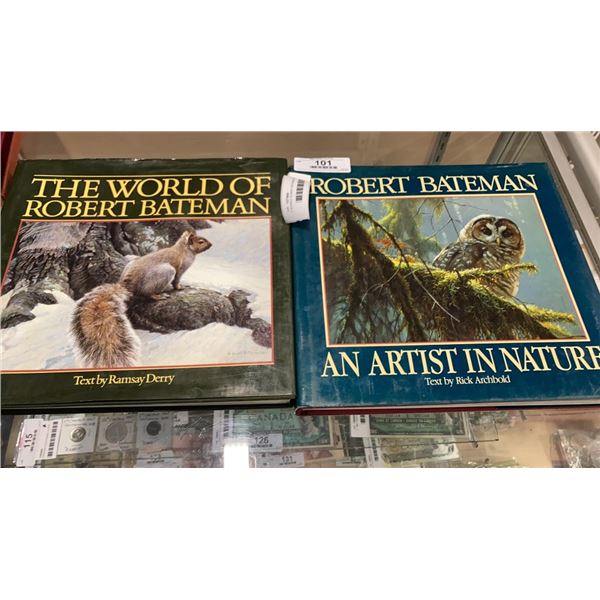 THE WORLD OF
ROBERT BATEMAN
Text by Ramsay Derry
101
ROBERT BATEMAN
AN ARTIST IN NATURE
Text by Rick Archbold
115
CANADA
126
131